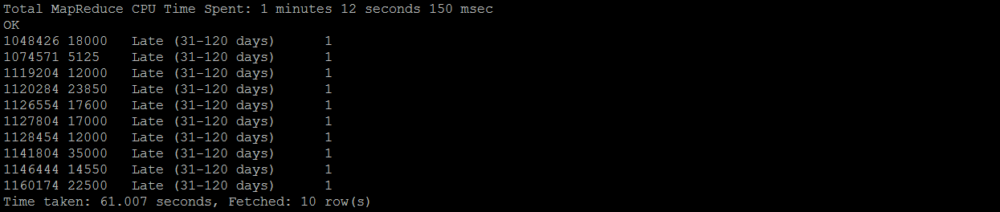 Total MapReduce CPU Time Spent: 1 minutes 12 seconds 150 msec
OK
1048426 18000 Late (31-120 days) 1
1074571 5125 Late (31-120 days) 1
1119204 12000 Late (31-120 days) 1
1120284 23850 Late (31-120 days) 1
1126554 17600 Late (31-120 days) 1
1127804 17000 Late (31-120 days) 1
1128454 12000 Late (31-120 days) 1
1141804 35000 Late (31-120 days) 1
1146444 14550 Late (31-120 days) 1
1160174 22500 Late (31-120 days) 1
Time taken: 61.007 seconds, Fetched: 10 row(s)